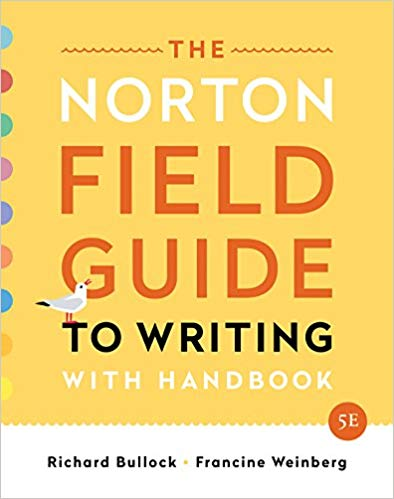 THE
NORTON
FIELD
GUIDE
TO WRITING
WITH HANDBOOK
5E
Richard Bullock • Francine Weinberg